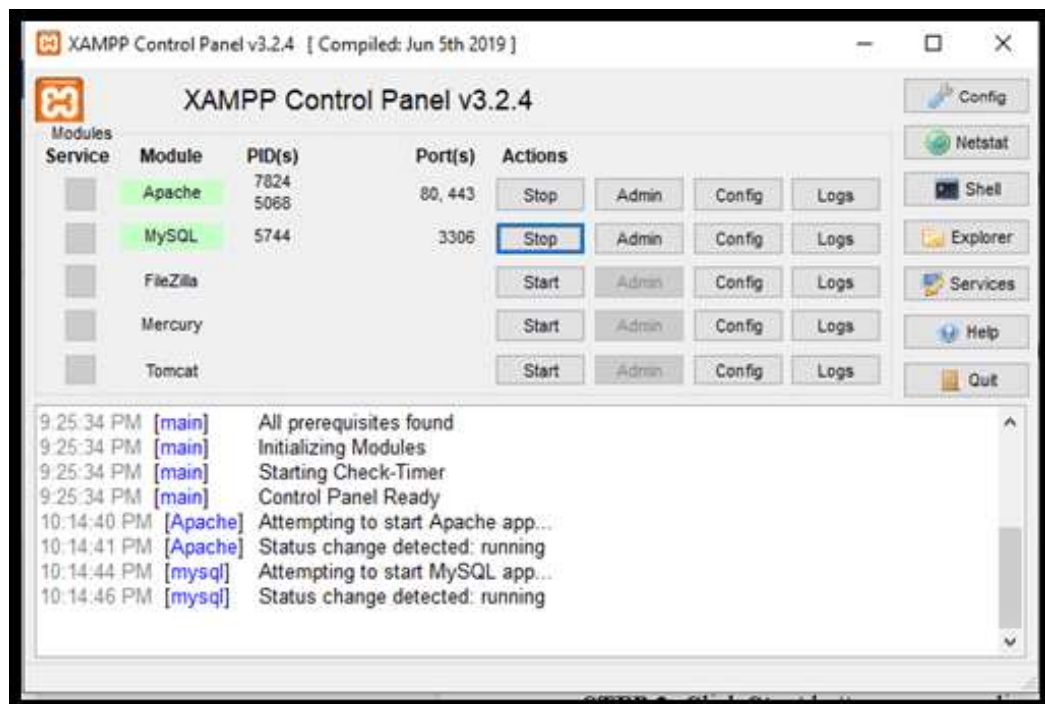 XAMPP Control Panel v3.2.4 [ Compiled: Jun 5th 2019 ]
XAMPP Control Panel v3.2.4
Config
Modules
Service Module PID(s) Port(s) Actions
Netstat
Apache 7824 5068 80, 443 Stop Admin Config Logs
Shell
MySQL 5744 3306 Stop Admin Config Logs
Explorer
FileZilla Start Admin Config Logs
Services
Mercury Start Admin Config Logs
Help
Tomcat Start Admin Config Logs
Quit
9:25:34 PM [main] All prerequisites found
9:25:34 PM [main] Initializing Modules
9:25:34 PM [main] Starting Check-Timer
9:25:34 PM [main] Control Panel Ready
10:14:40 PM [Apache] Attempting to start Apache app...
10:14:41 PM [Apache] Status change detected: running
10:14:44 PM [mysql] Attempting to start MySQL app...
10:14:46 PM [mysql] Status change detected: running